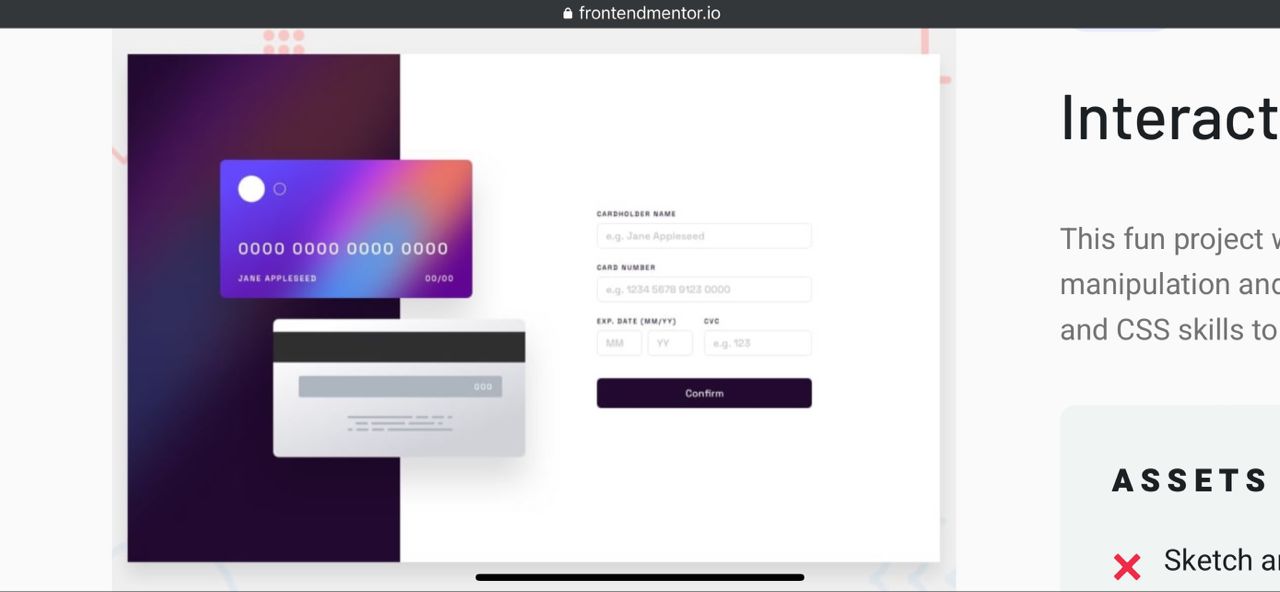 frontendmentor.io
0000 0000 0000 0000
JANE APPLESEED 00/00
000
CARDHOLDER NAME
e.g. Jane Appleseed
CARD NUMBER
e.g. 1234 5678 9123 0000
EXP. DATE (MM/YY) CVC
MM YY e.g. 123
Confirm
Interact
This fun project w
manipulation and
and CSS skills to
ASSETS
Sketch an